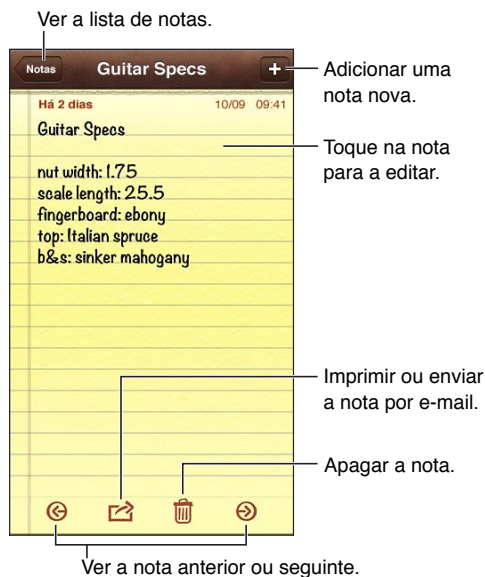 Ver a lista de notas.
Notas
Guitar Specs
+
Adicionar uma
nota nova.
Há 2 dias
10/09 09:41
Guitar Specs
Toque na nota
para a editar.
nut width: 1.75
scale length: 25.5
fingerboard: ebony
top: Italian spruce
b&s: sinker mahogany
Imprimir ou enviar
a nota por e-mail.
Apagar a nota.
Ver a nota anterior ou seguinte.